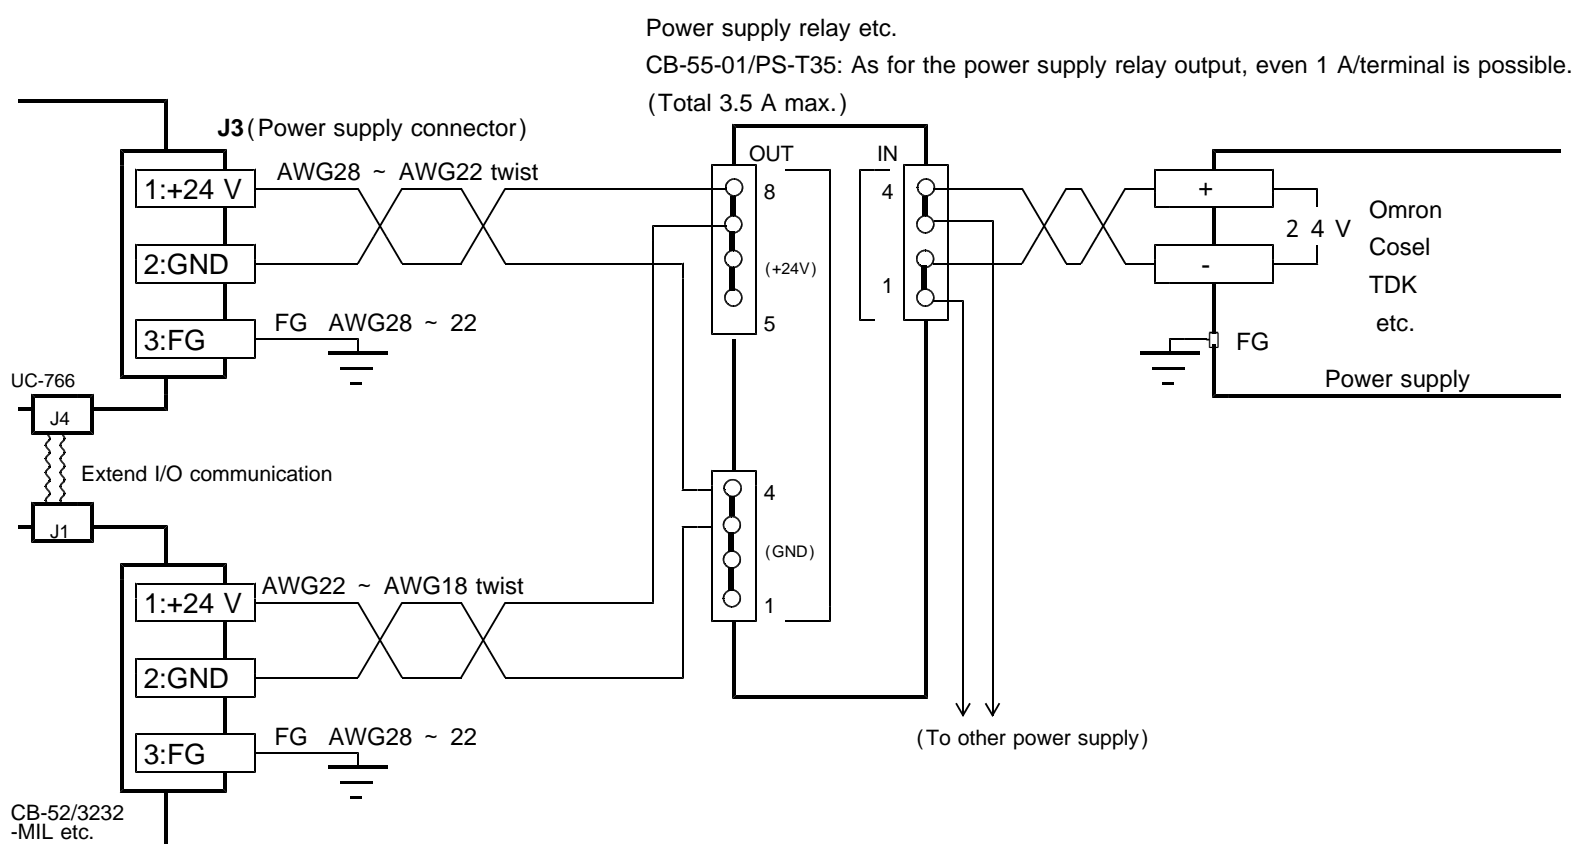 Power supply relay etc.
CB-55-01/PS-T35: As for the power supply relay output, even 1 A/terminal is possible.
(Total 3.5 A max.)
J3(Power supply connector)
AWG28 ~ AWG22 twist
1:+24 V
2:GND
3:FG
FG AWG28 ~ 22
UC-766
J4
Extend I/O communication
J1
AWG22 ~ AWG18 twist
1:+24 V
2:GND
3:FG
FG AWG28 ~ 22
CB-52/3232
-MIL etc.
OUT
8
(+24V)
5
4
(GND)
1
IN
4
1
(To other power supply)
+
-
2 4 V
Omron
Cosel
TDK
etc.
FG
Power supply